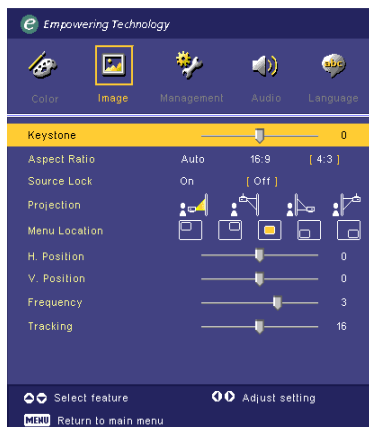 e Empowering Technology
Color Image Management Audio abc Language
Keystone 0
Aspect Ratio Auto 16:9 [ 4:3 ]
Source Lock On [ Off ]
Projection
Menu Location
H. Position 0
V. Position 0
Frequency 3
Tracking 16
Select feature Adjust setting
MENU Return to main menu